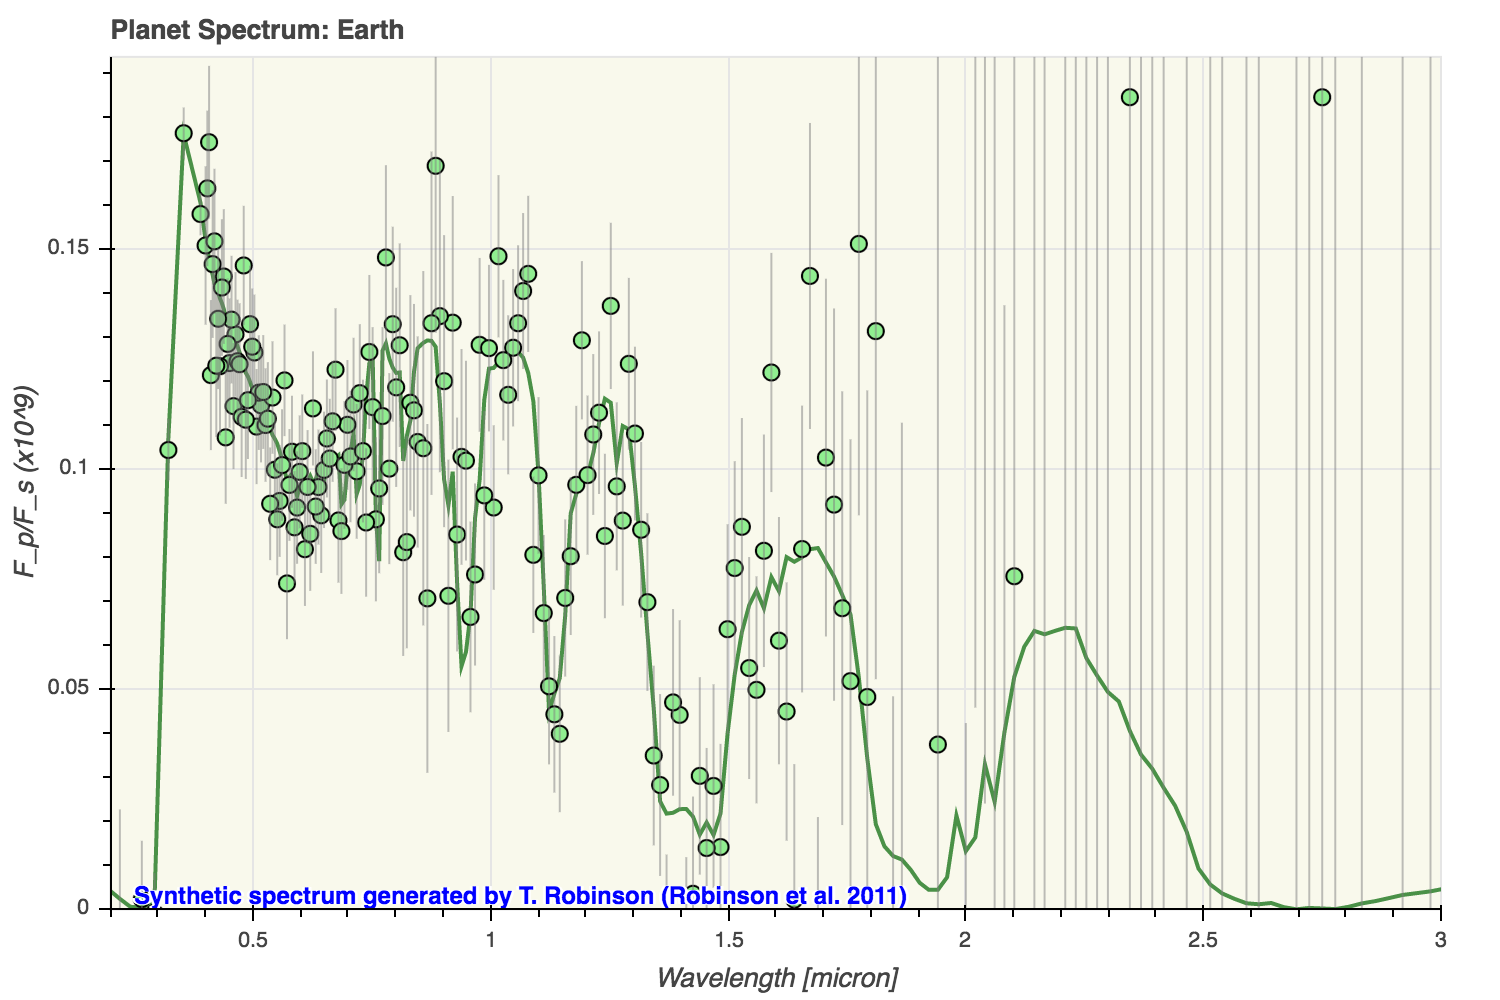 Planet Spectrum: Earth
F_p/F_s (x10^9)
0.15
0.1
0.05
0
Synthetic spectrum generated by T. Robinson (Robinson et al. 2011)
0.5 1 1.5 2 2.5 3
Wavelength [micron]